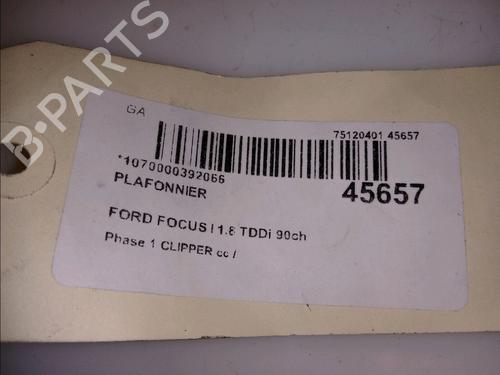 B-PARTS
GA
75120401 45657
*1070000392066
45657
PLAFONNIER
FORD FOCUS I 1.8 TDDi 90ch
Phase 1 CLIPPER cc /